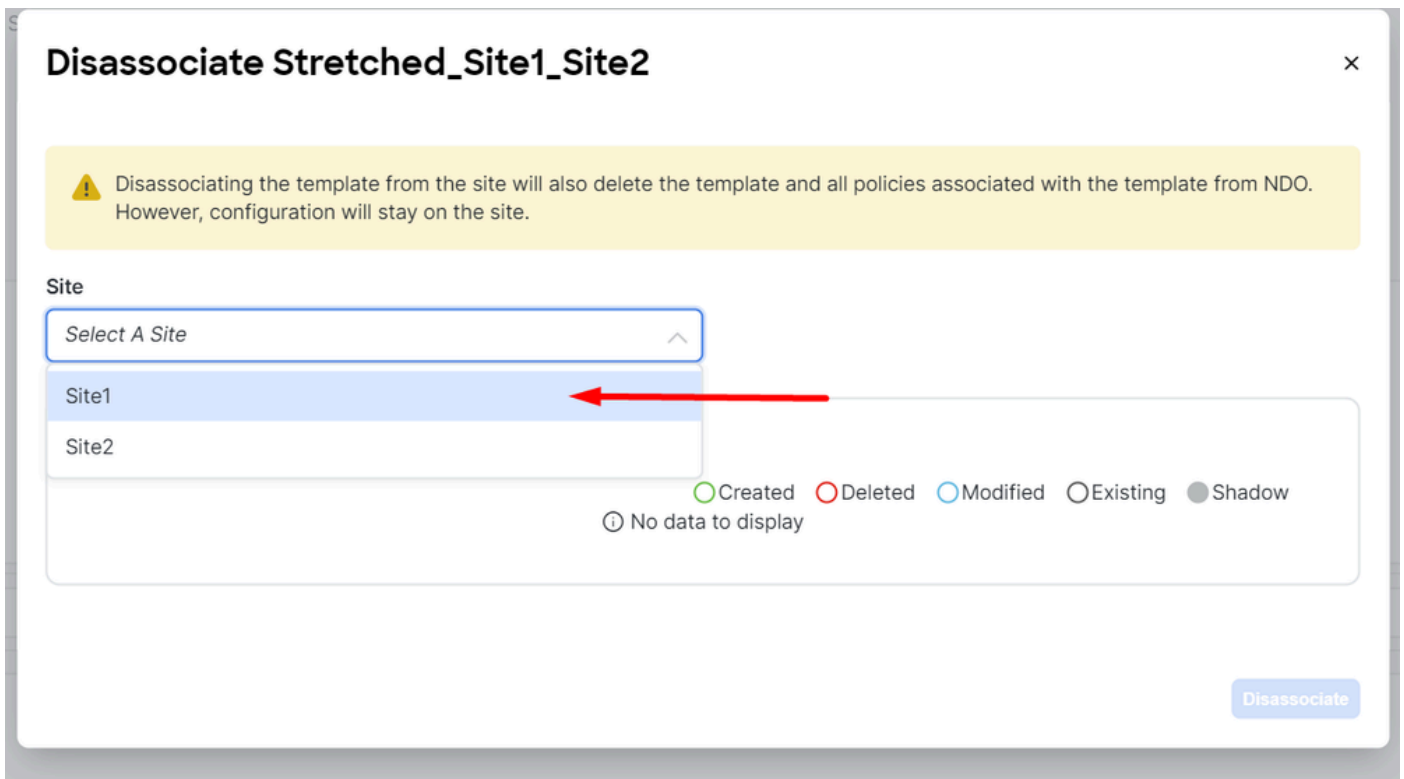 S
Disassociate Stretched_Site1_Site2
Disassociating the template from the site will also delete the template and all policies associated with the template from NDO.
However, configuration will stay on the site.
Site
Select A Site
Site1
Site2
Created Deleted Modified Existing Shadow
No data to display
Disassociate